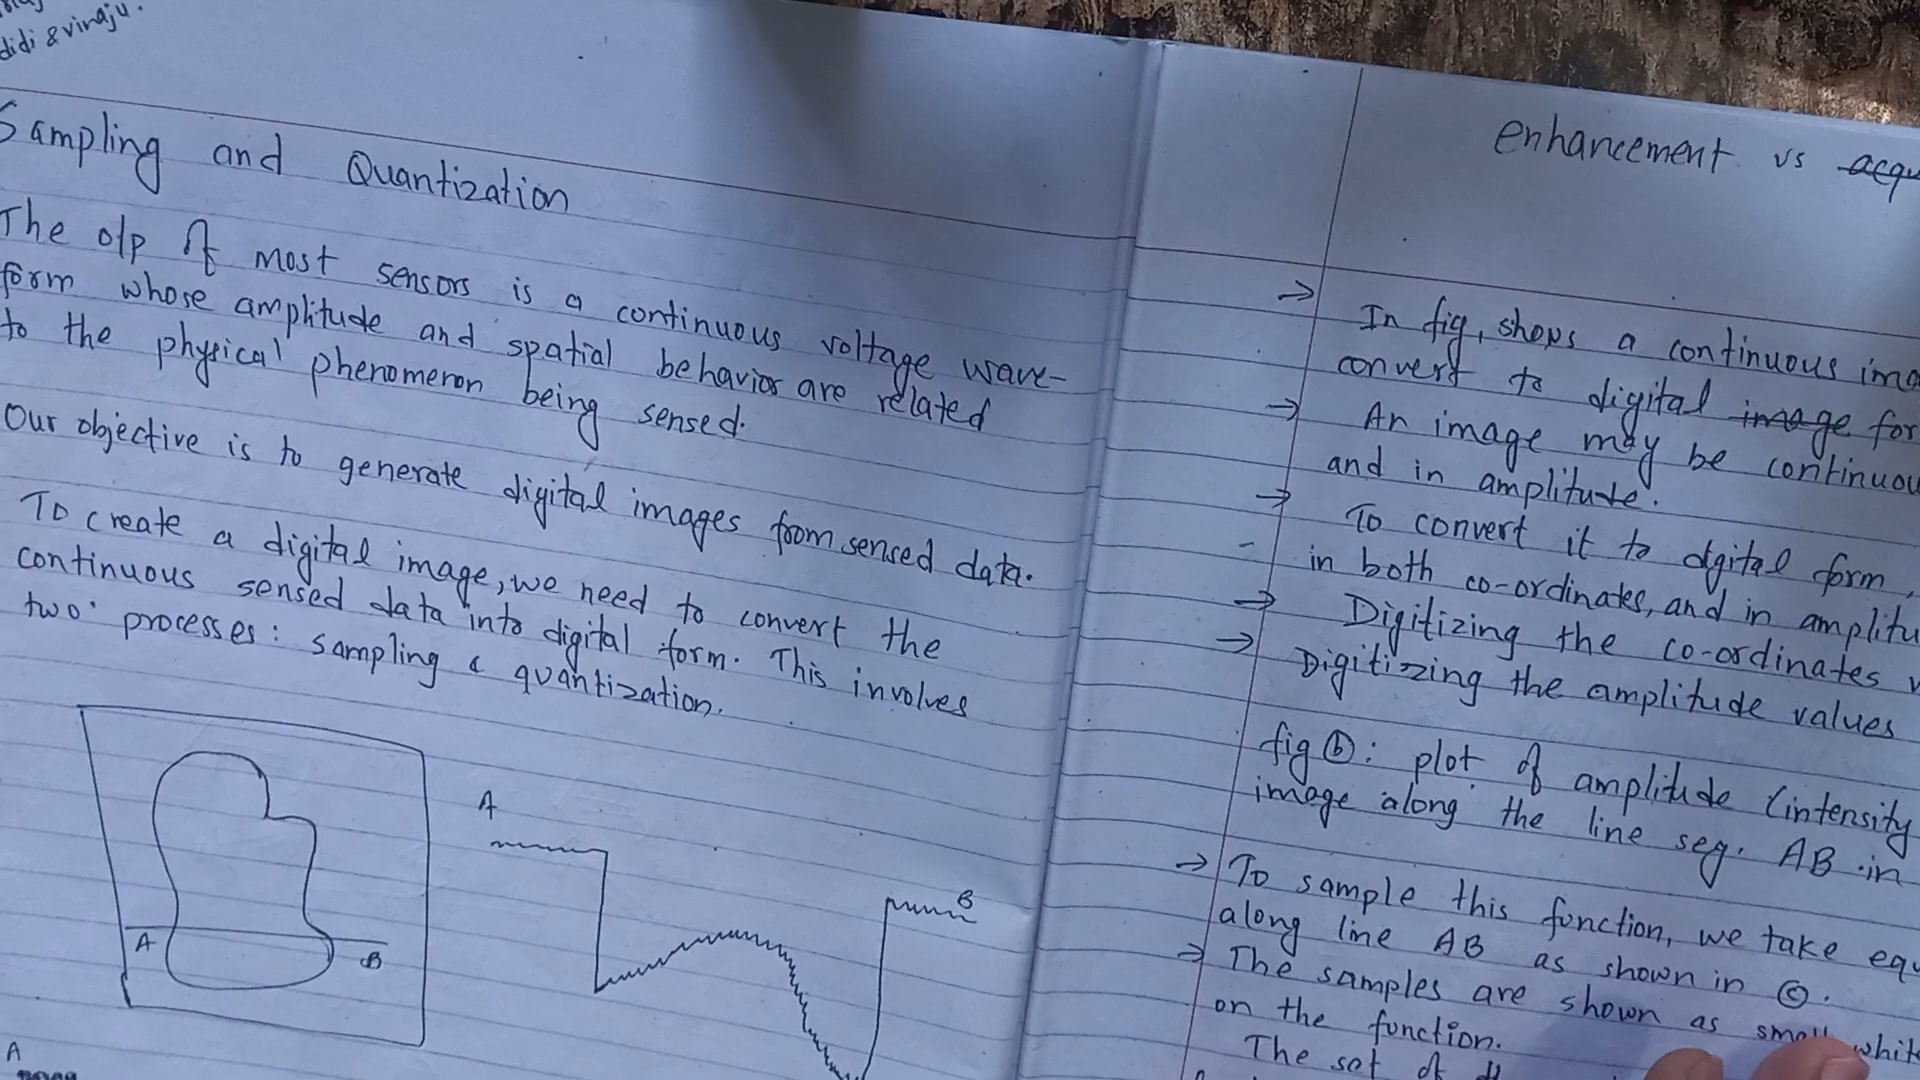 didi & viraju.
Sampling and Quantization
The o/p of most sensors is a continuous voltage wave-
form whose amplitude and spatial behavior are related
to the physical phenomenon being sensed.
Our objective is to generate digital images from sensed data.
To create a digital image, we need to convert the
continuous sensed data into digital form. This involves
two processes: sampling & quantization.
A
B
A
B
A
enhancement vs
→ In fig, shows a continuous
convert to digital image for
→ An image may be
and in amplitude.
→ To convert it to dgital form,
in both co-ordinates, and in
→ Digitizing the co-ordinates
→ Digitizing the amplitude values
fig ⓑ: plot of amplitude (intensity
image along the line seg. AB in
→ To sample this function, we take
along line AB as shown in ⓒ.
→ The samples are shown as small
on the function.
The set of